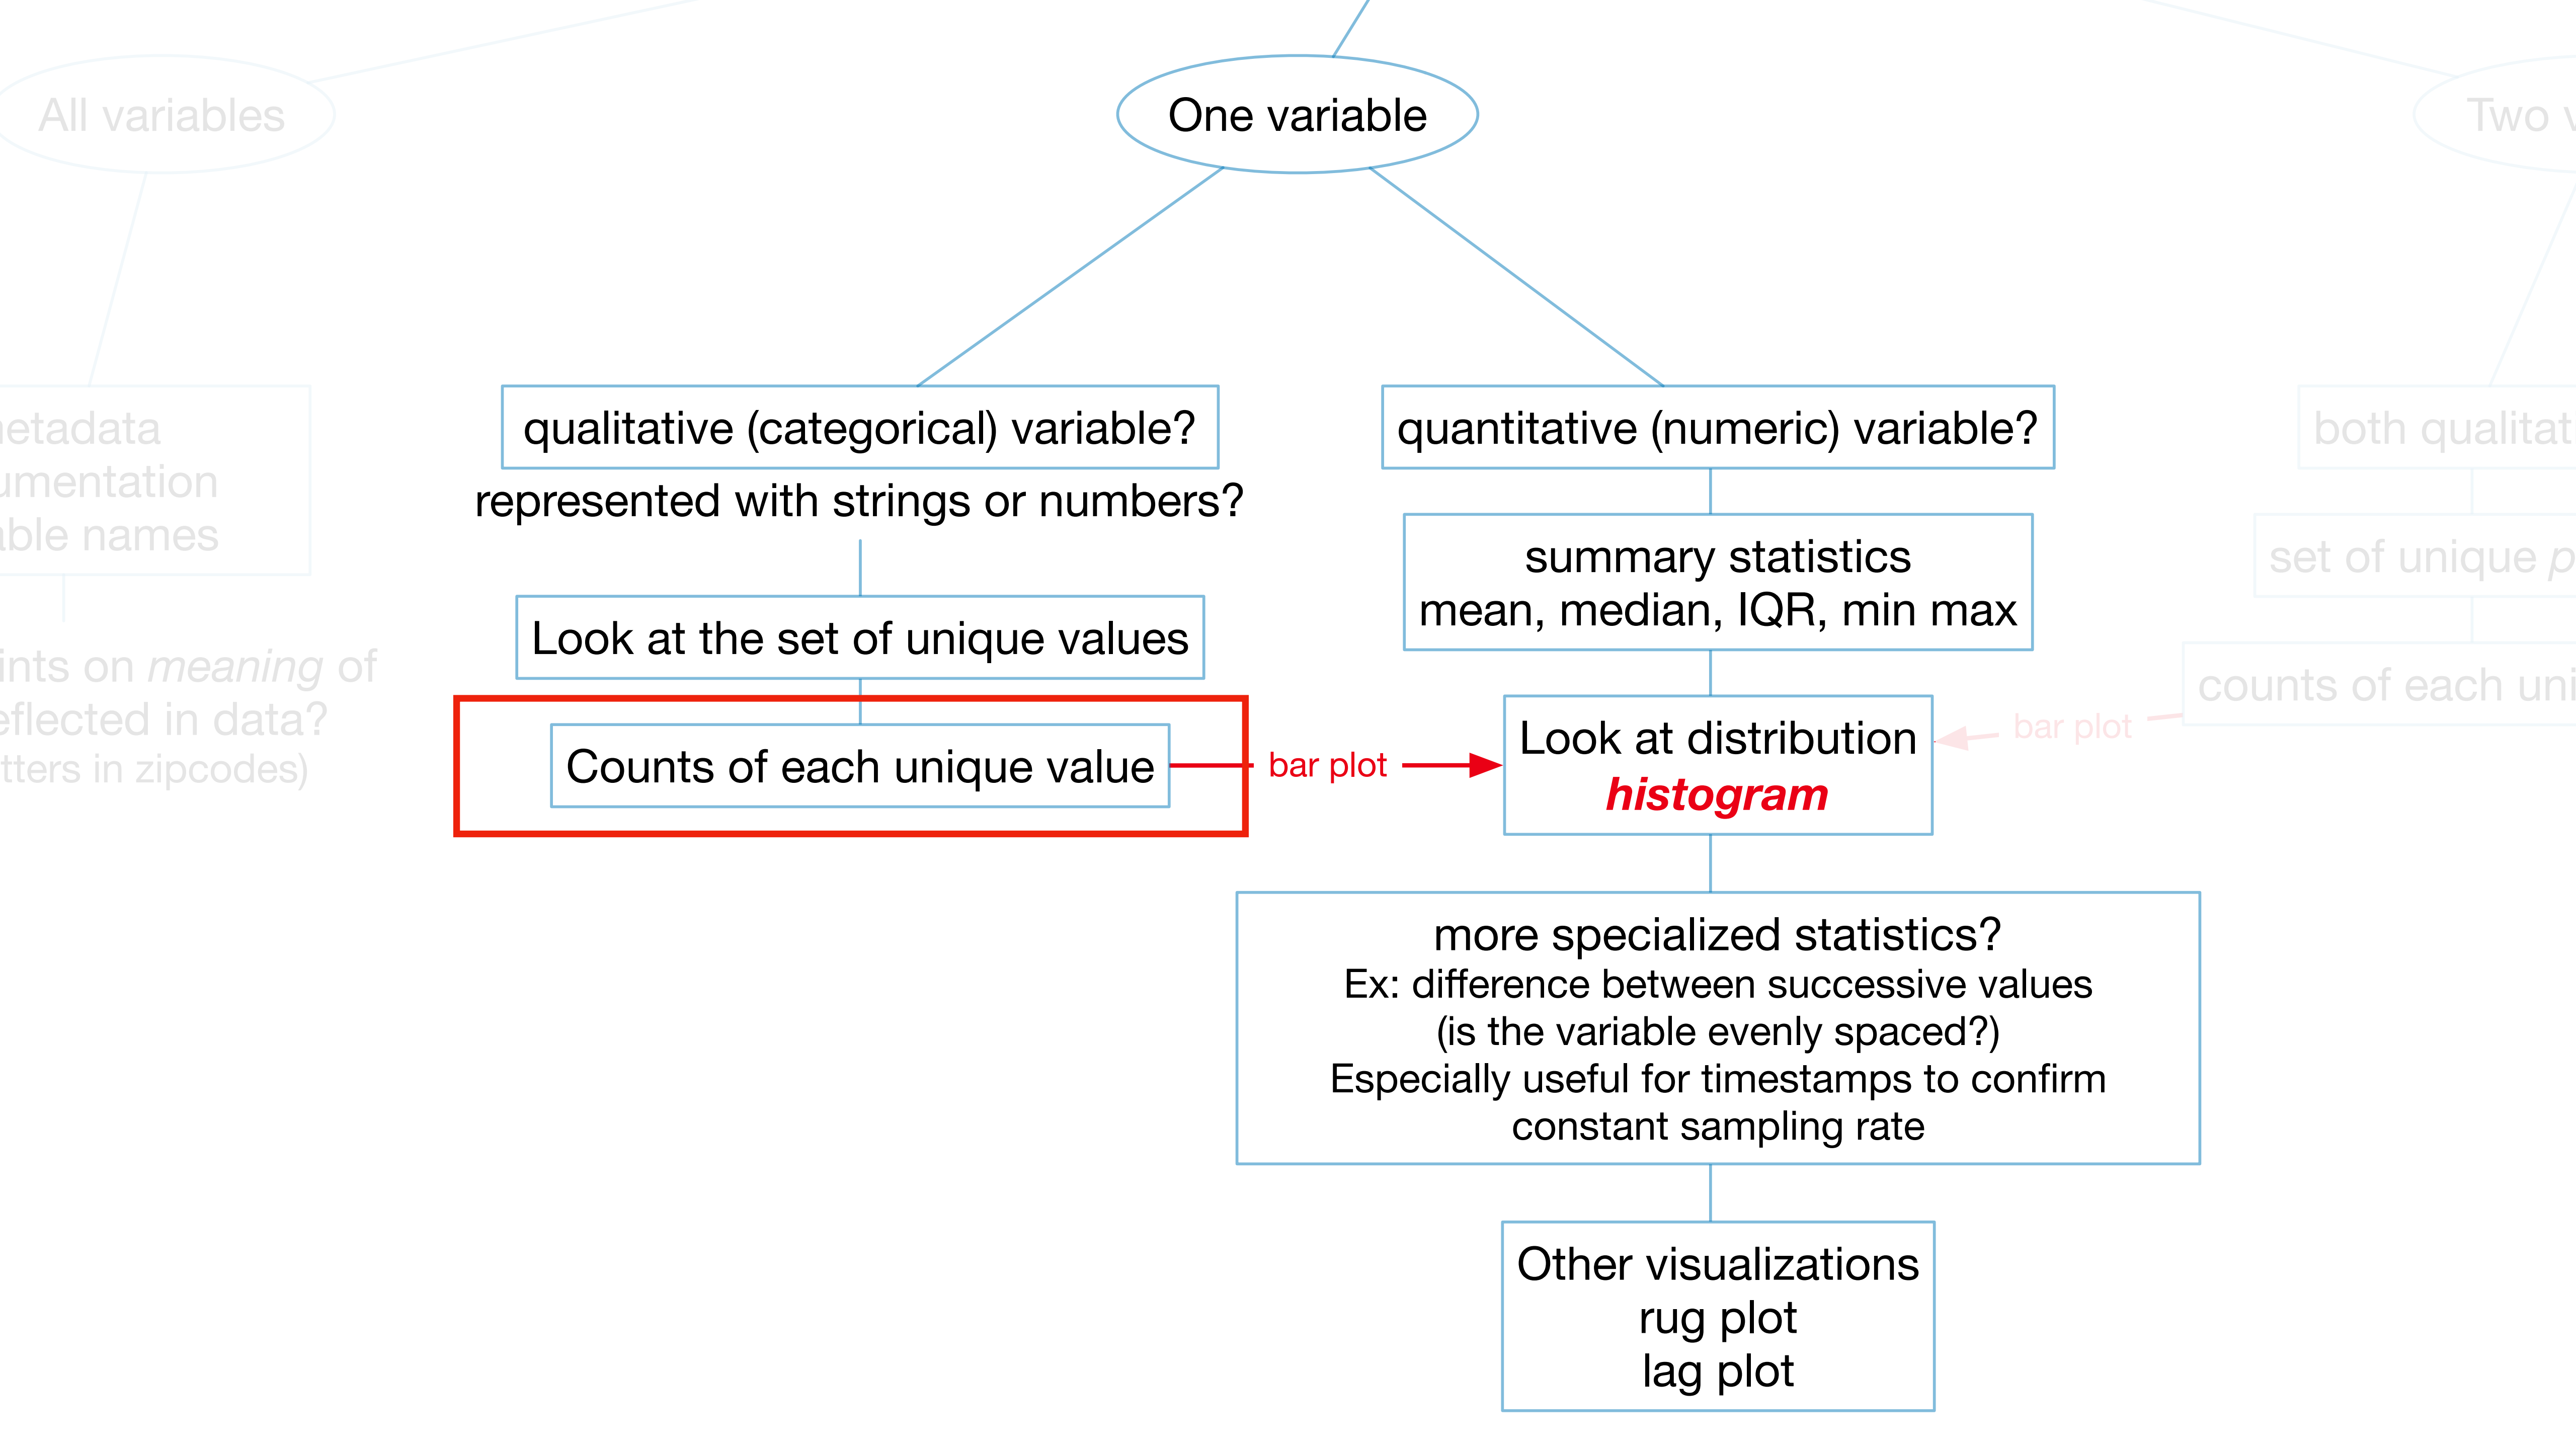 All variables
One variable
Two
etadata
umentation
ble names
ints on meaning of
eflected in data?
tters in zipcodes)
qualitative (categorical) variable?
represented with strings or numbers?
Look at the set of unique values
Counts of each unique value
bar plot
quantitative (numeric) variable?
summary statistics
mean, median, IQR, min max
Look at distribution
histogram
more specialized statistics?
Ex: difference between successive values
(is the variable evenly spaced?)
Especially useful for timestamps to confirm
constant sampling rate
Other visualizations
rug plot
lag plot
both qualitat
set of unique p
counts of each uni
bar plot